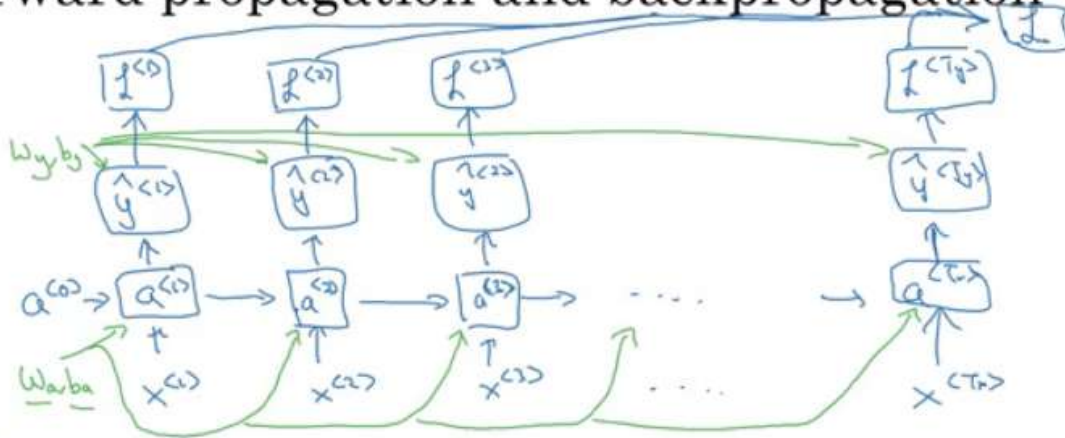 ward propagation and backpropagation
L
L<1> L<2> L<3> L<Ty>
Wy,by
ŷ<1> ŷ<2> ŷ<3> ŷ<Ty>
a<0> a<1> a<2> a<3> .... a<Tx>
Wa,ba x<1> x<2> x<3> .... x<Tx>